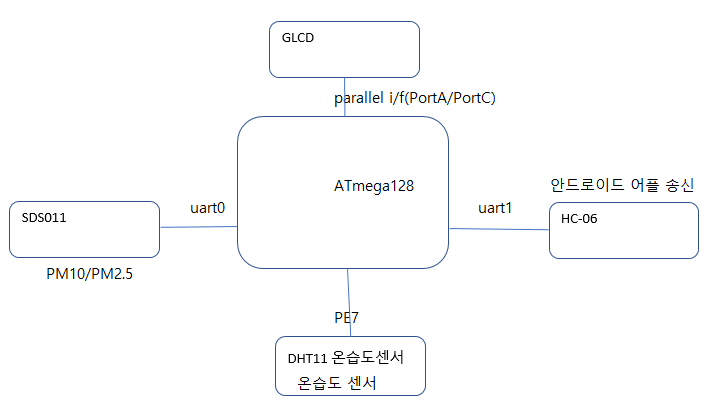 GLCD
parallel i/f(PortA/PortC)
ATmega128
안드로이드 어플 송신
uart0
uart1
SDS011
HC-06
PM10/PM2.5
PE7
DHT11 온습도센서
온습도 센서